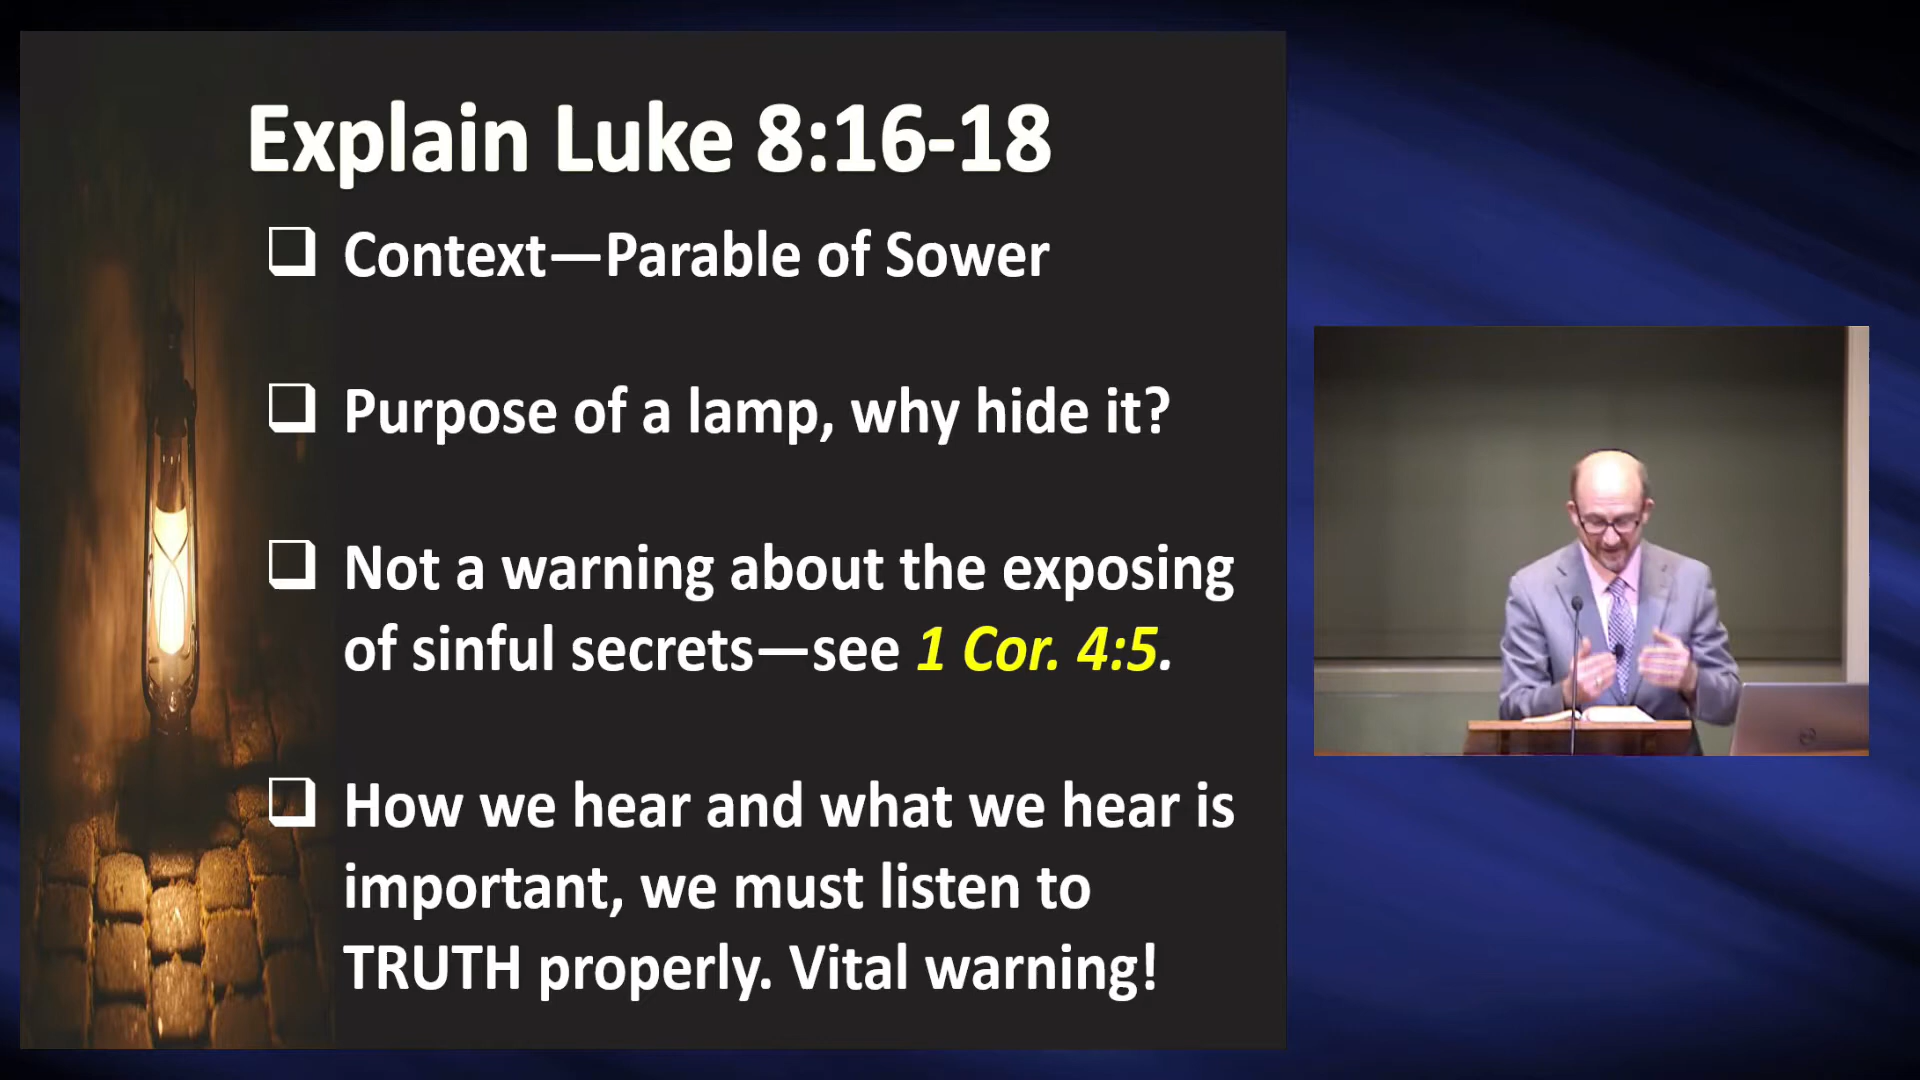 Explain Luke 8:16-18
❑ Context—Parable of Sower
❑ Purpose of a lamp, why hide it?
❑ Not a warning about the exposing
of sinful secrets—see 1 Cor. 4:5.
❑ How we hear and what we hear is
important, we must listen to
TRUTH properly. Vital warning!